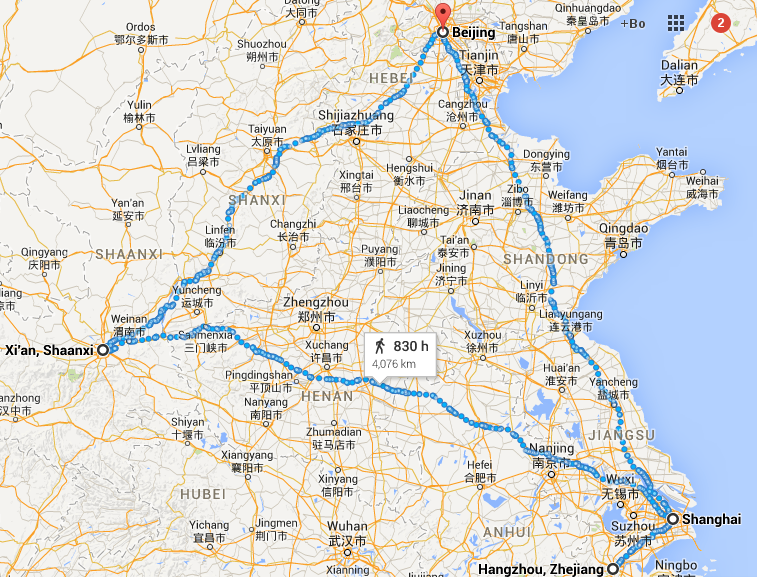 Datong
大同市
Qinhuangdao
秦皇岛市
+Bo
2
Ordos
鄂尔多斯市
Beijing
Tangshan
唐山市
Shuozhou
朔州市
Tianjin
天津市
HEBEI
Dalian
大连市
Yulin
榆林市
Cangzhou
沧州市
Shijiazhuang
石家庄市
Taiyuan
太原市
Lvliang
吕梁市
Dongying
东营市
Yantai
烟台市
Hengshui
衡水市
Xingtai
邢台市
Weihai
威海市
Zibo
淄博市
Weifang
潍坊市
Jinan
济南市
Yan'an
延安市
SHANXI
Liaocheng
聊城市
Linfen
临汾市
Changzhi
长治市
Qingdao
青岛市
Tai'an
泰安市
Qingyang
庆阳市
SHAANXI
Puyang
濮阳市
SHANDONG
Jining
济宁市
Linyi
临沂市
Yuncheng
运城市
Zhengzhou
郑州市
Weinan
渭南市
Lianyungang
连云港市
Sanmenxia
三门峡市
Xi'an, Shaanxi
Xuchang
许昌市
830 h
4,076 km
Xuzhou
徐州市
Pingdingshan
平顶山市
Huai'an
淮安市
Yancheng
盐城市
HENAN
Nanyang
南阳市
Shiyan
十堰市
Zhumadian
驻马店市
JIANGSU
Xiangyang
襄阳市
Nanjing
南京市
Hefei
合肥市
Xinyang
信阳市
Wuxi
无锡市
HUBEI
Shanghai
Suzhou
苏州市
Yichang
宜昌市
Jingmen
荆门市
Wuhan
武汉市
ANHUI
Hangzhou, Zhejiang
Ningbo
Xianning
Jiujiang